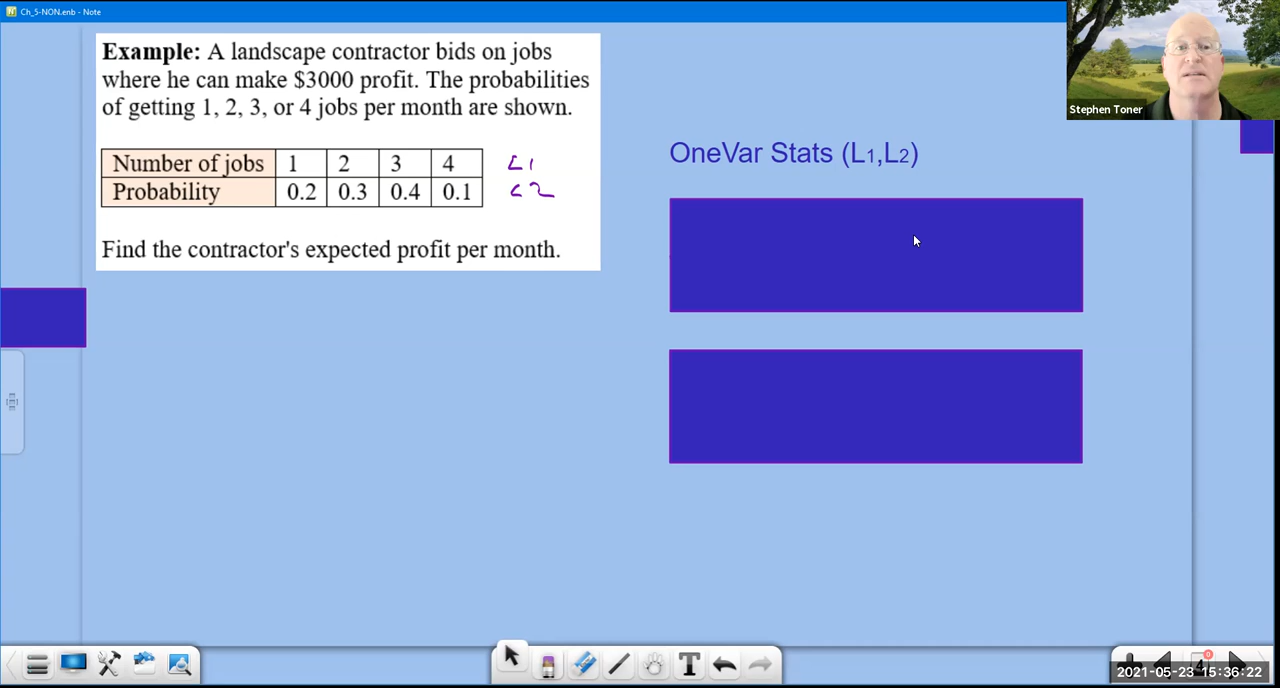 Ch_5-NON.enb - Note
Example: A landscape contractor bids on jobs
where he can make $3000 profit. The probabilities
of getting 1, 2, 3, or 4 jobs per month are shown.
Number of jobs 1 2 3 4 L1
Probability 0.2 0.3 0.4 0.1 L2
Find the contractor's expected profit per month.
OneVar Stats (L1,L2)
Stephen Toner
T
2021-05-23 15:36:22